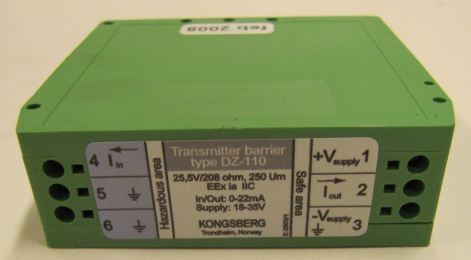 feb 2008
4 I in
5
6
Hazardous area
Transmitter barrier
type DZ-110
25,5V/208 ohm, 250 Um
EEx ia IIC
In/Out: 0-22mA
Supply: 18-35V
KONGSBERG
Trondheim, Norway
Safe area
+Vsupply 1
I out 2
-Vsupply 3